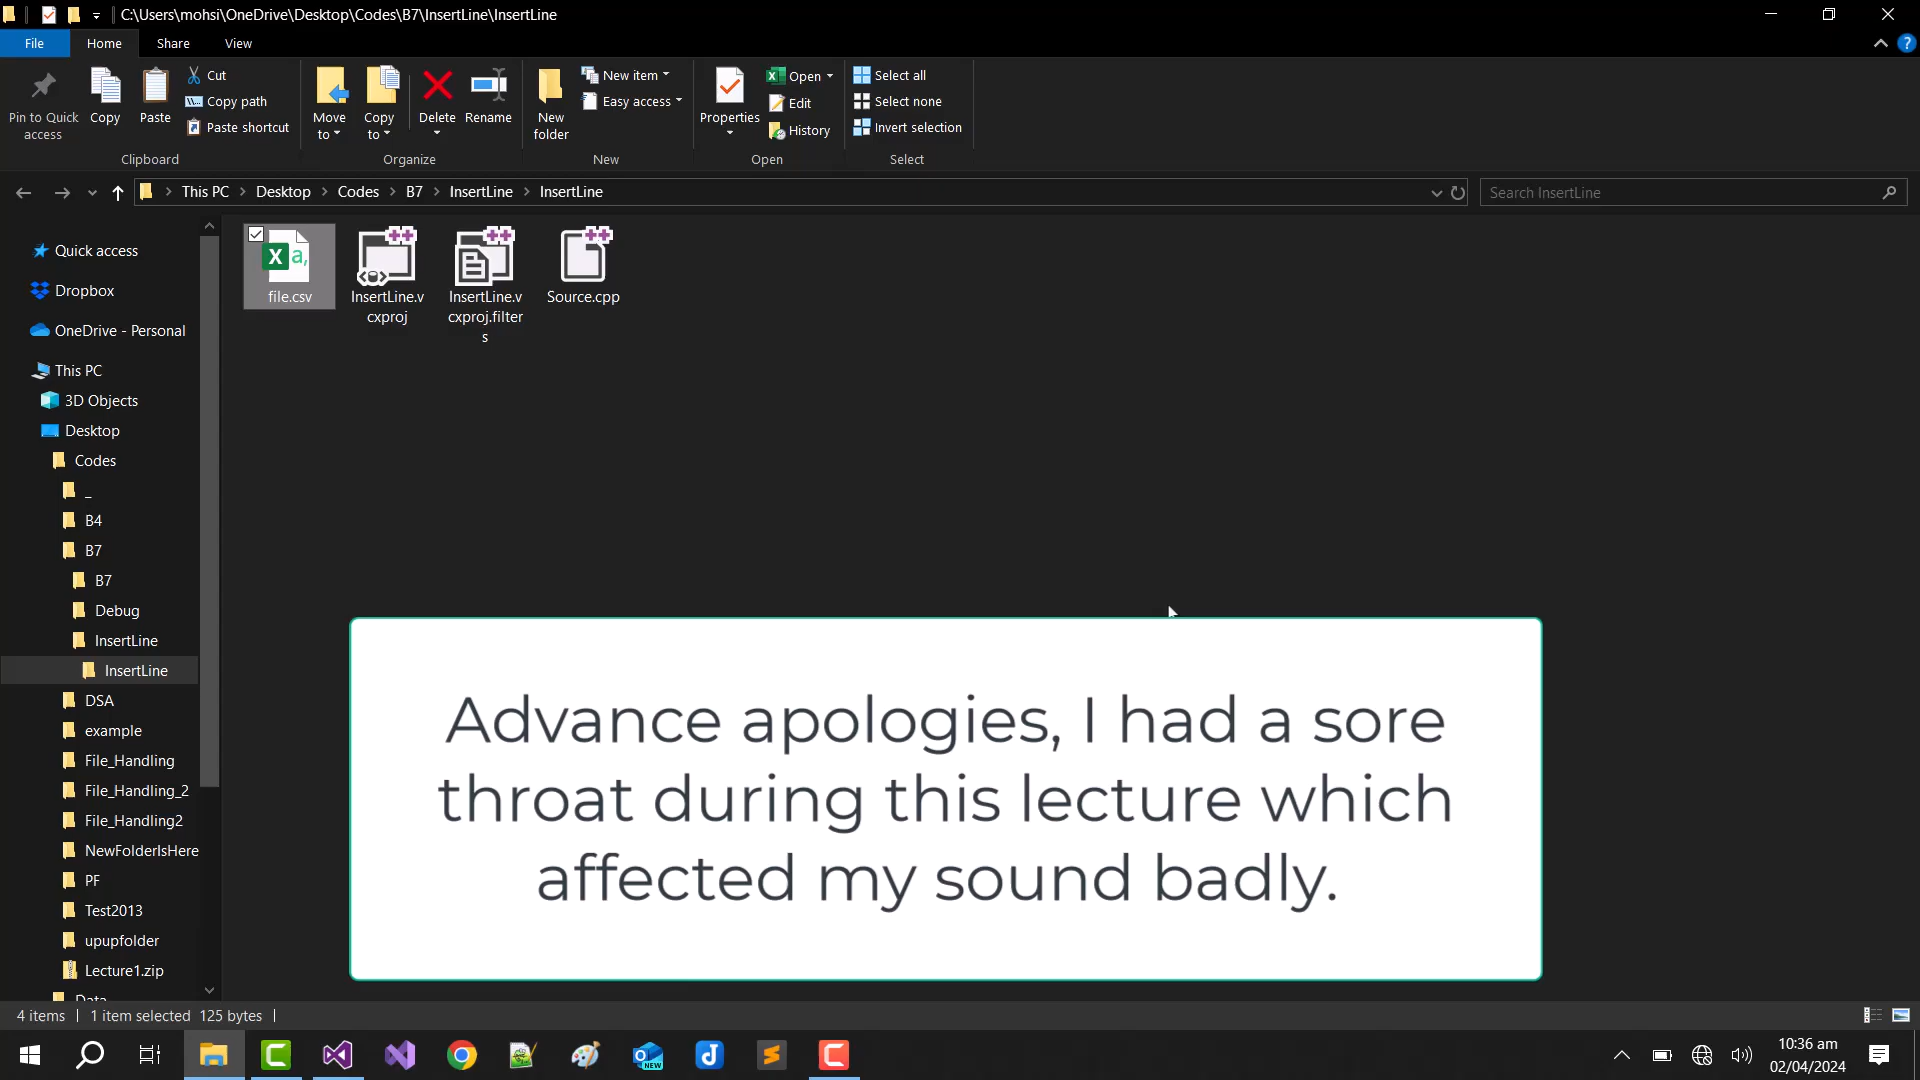 C:\Users\mohsi\OneDrive\Desktop\Codes\B7\InsertLine\InsertLine
File
Home
Share
View
Pin to Quick
access
Copy
Paste
Cut
Copy path
Paste shortcut
Clipboard
Move
to
Copy
to
Delete
Rename
Organize
New
folder
New item
Easy access
New
Properties
Open
Edit
History
Open
Select all
Select none
Invert selection
Select
This PC > Desktop > Codes > B7 > InsertLine > InsertLine
Search InsertLine
Quick access
Dropbox
OneDrive - Personal
This PC
3D Objects
Desktop
Codes
_
B4
B7
B7
Debug
InsertLine
InsertLine
DSA
example
File_Handling
File_Handling_2
File_Handling2
NewFolderIsHere
PF
Test2013
upupfolder
Lecture1.zip
Data
file.csv
InsertLine.v
cxproj
InsertLine.v
cxproj.filter
s
Source.cpp
Advance apologies, I had a sore
throat during this lecture which
affected my sound badly.
4 items
1 item selected 125 bytes
10:36 am
02/04/2024